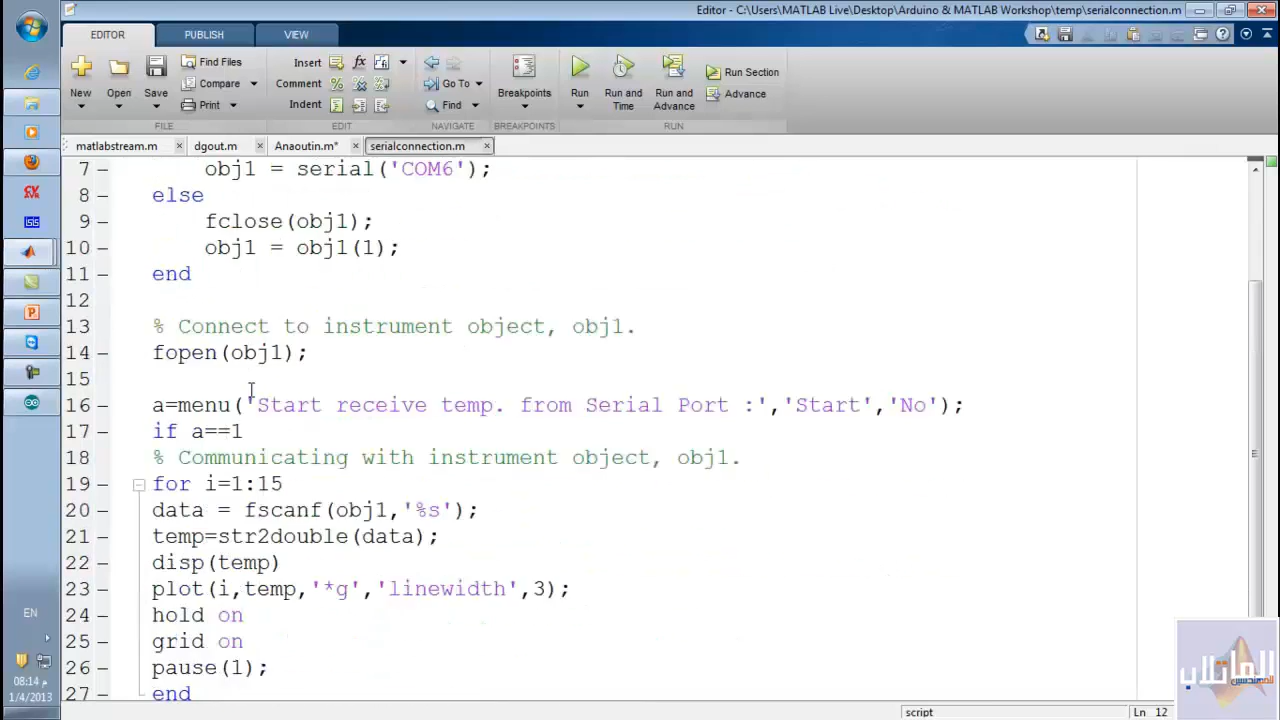 Editor - C:\Users\MATLAB Live\Desktop\Arduino & MATLAB Workshop\temp\serialconnection.m
EDITOR PUBLISH VIEW
New Open Save Find Files Compare Print
Insert Comment Indent
Go To Find
Breakpoints
Run Run and Time Run and Advance Run Section Advance
FILE EDIT NAVIGATE BREAKPOINTS RUN
matlabstream.m dgout.m Anaoutin.m* serialconnection.m
7 – obj1 = serial('COM6');
8 – else
9 – fclose(obj1);
10 – obj1 = obj1(1);
11 – end
12
13 % Connect to instrument object, obj1.
14 – fopen(obj1);
15
16 – a=menu('Start receive temp. from Serial Port :','Start','No');
17 – if a==1
18 % Communicating with instrument object, obj1.
19 – for i=1:15
20 – data = fscanf(obj1,'%s');
21 – temp=str2double(data);
22 – disp(temp)
23 – plot(i,temp,'*g','linewidth',3);
24 – hold on
25 – grid on
26 – pause(1);
27 – end
script Ln 12
EN
08:14 م
1/4/2013
الماتلاب
للمهندسين